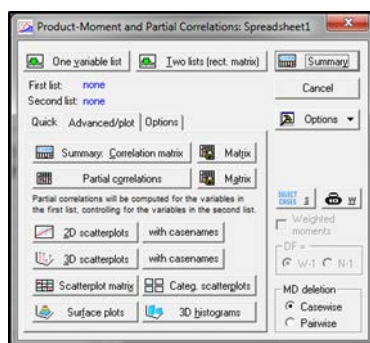 Product-Moment and Partial Correlations: Spreadsheet1
One variable list
Two lists (rect. matrix)
Summary
First list: none
Second list: none
Cancel
Quick
Advanced/plot
Options
Options
Summary: Correlation matrix
Matrix
Partial correlations
Matrix
Partial correlations will be computed for the variables in
the first list, controlling for the variables in the second list.
SELECT
CASES
S
W
Weighted
moments
2D scatterplots
with casenames
DF =
W-1
N-1
3D scatterplots
with casenames
Scatterplot matrix
Categ. scatterplots
MD deletion
Casewise
Pairwise
Surface plots
3D histograms